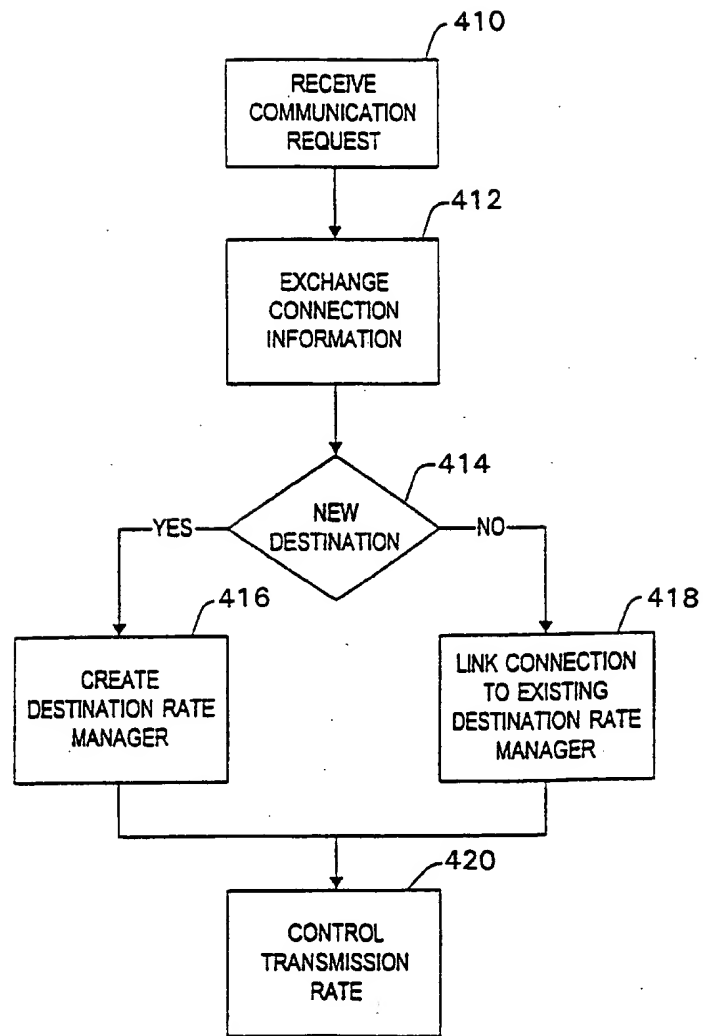 410
RECEIVE
COMMUNICATION
REQUEST
412
EXCHANGE
CONNECTION
INFORMATION
414
NEW
DESTINATION
YES
NO
416
CREATE
DESTINATION RATE
MANAGER
418
LINK CONNECTION
TO EXISTING
DESTINATION RATE
MANAGER
420
CONTROL
TRANSMISSION
RATE